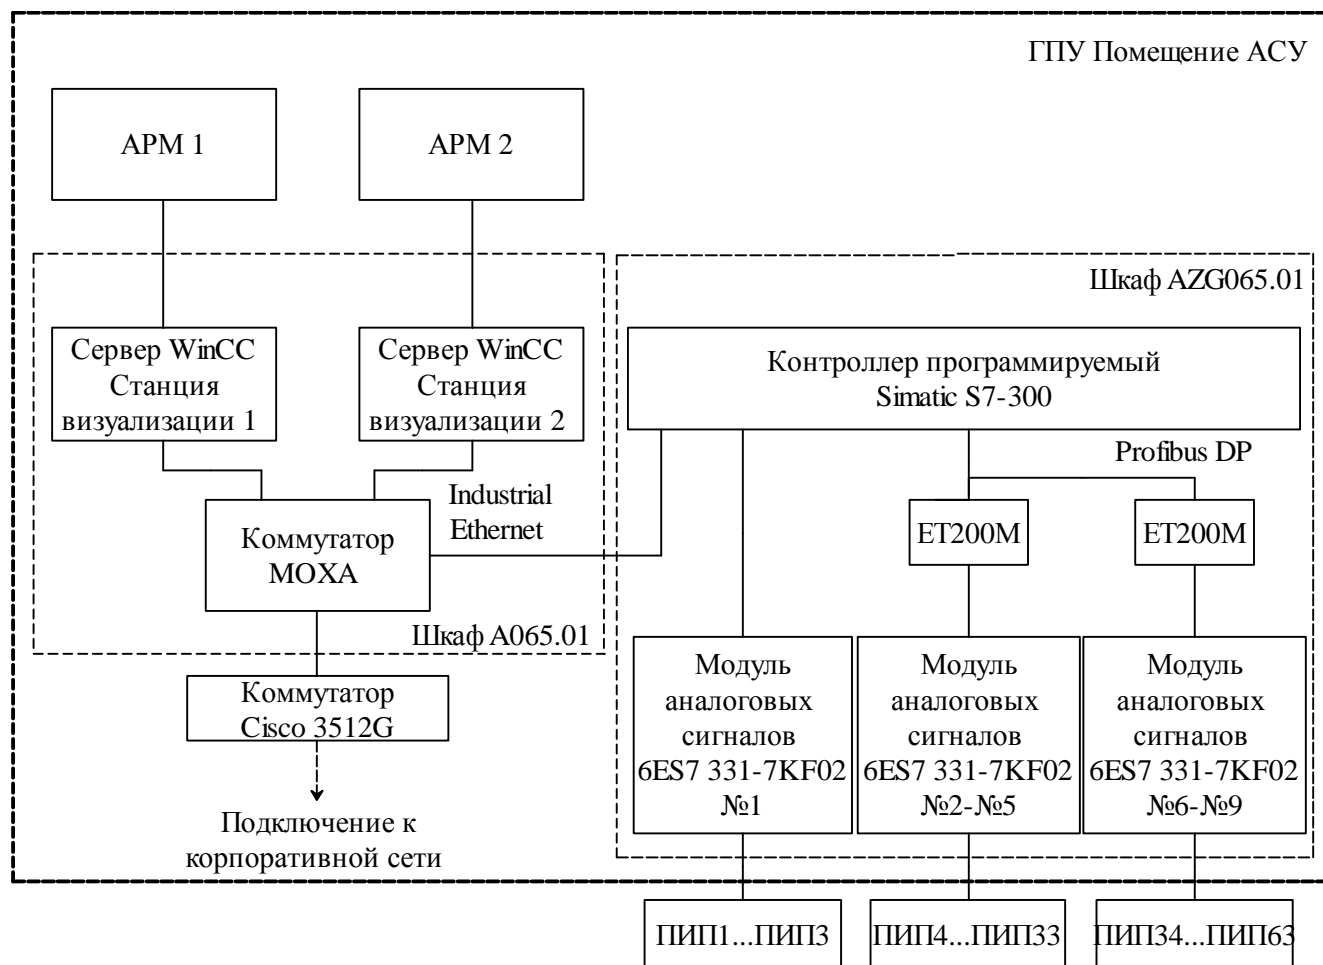 ГПУ Помещение АСУ
АРМ 1
АРМ 2
Шкаф AZG065.01
Сервер WinCC
Станция
визуализации 1
Сервер WinCC
Станция
визуализации 2
Контроллер программируемый
Simatic S7-300
Profibus DP
Industrial
Ethernet
Коммутатор
MOXA
ET200M
ET200M
Шкаф А065.01
Коммутатор
Cisco 3512G
Модуль
аналоговых
сигналов
6ES7 331-7KF02
№1
Модуль
аналоговых
сигналов
6ES7 331-7KF02
№2-№5
Модуль
аналоговых
сигналов
6ES7 331-7KF02
№6-№9
Подключение к
корпоративной сети
ПИП1...ПИП3
ПИП4...ПИП33
ПИП34...ПИП63